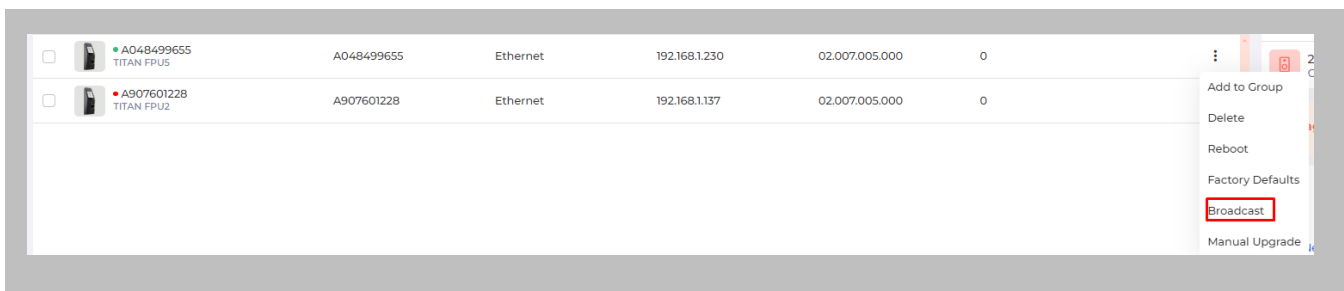 A048499655
TITAN FPU5
A048499655
Ethernet
192.168.1.230
02.007.005.000
0
2
A907601228
TITAN FPU2
A907601228
Ethernet
192.168.1.137
02.007.005.000
0
Add to Group
Delete
Reboot
Factory Defaults
Broadcast
Manual Upgrade